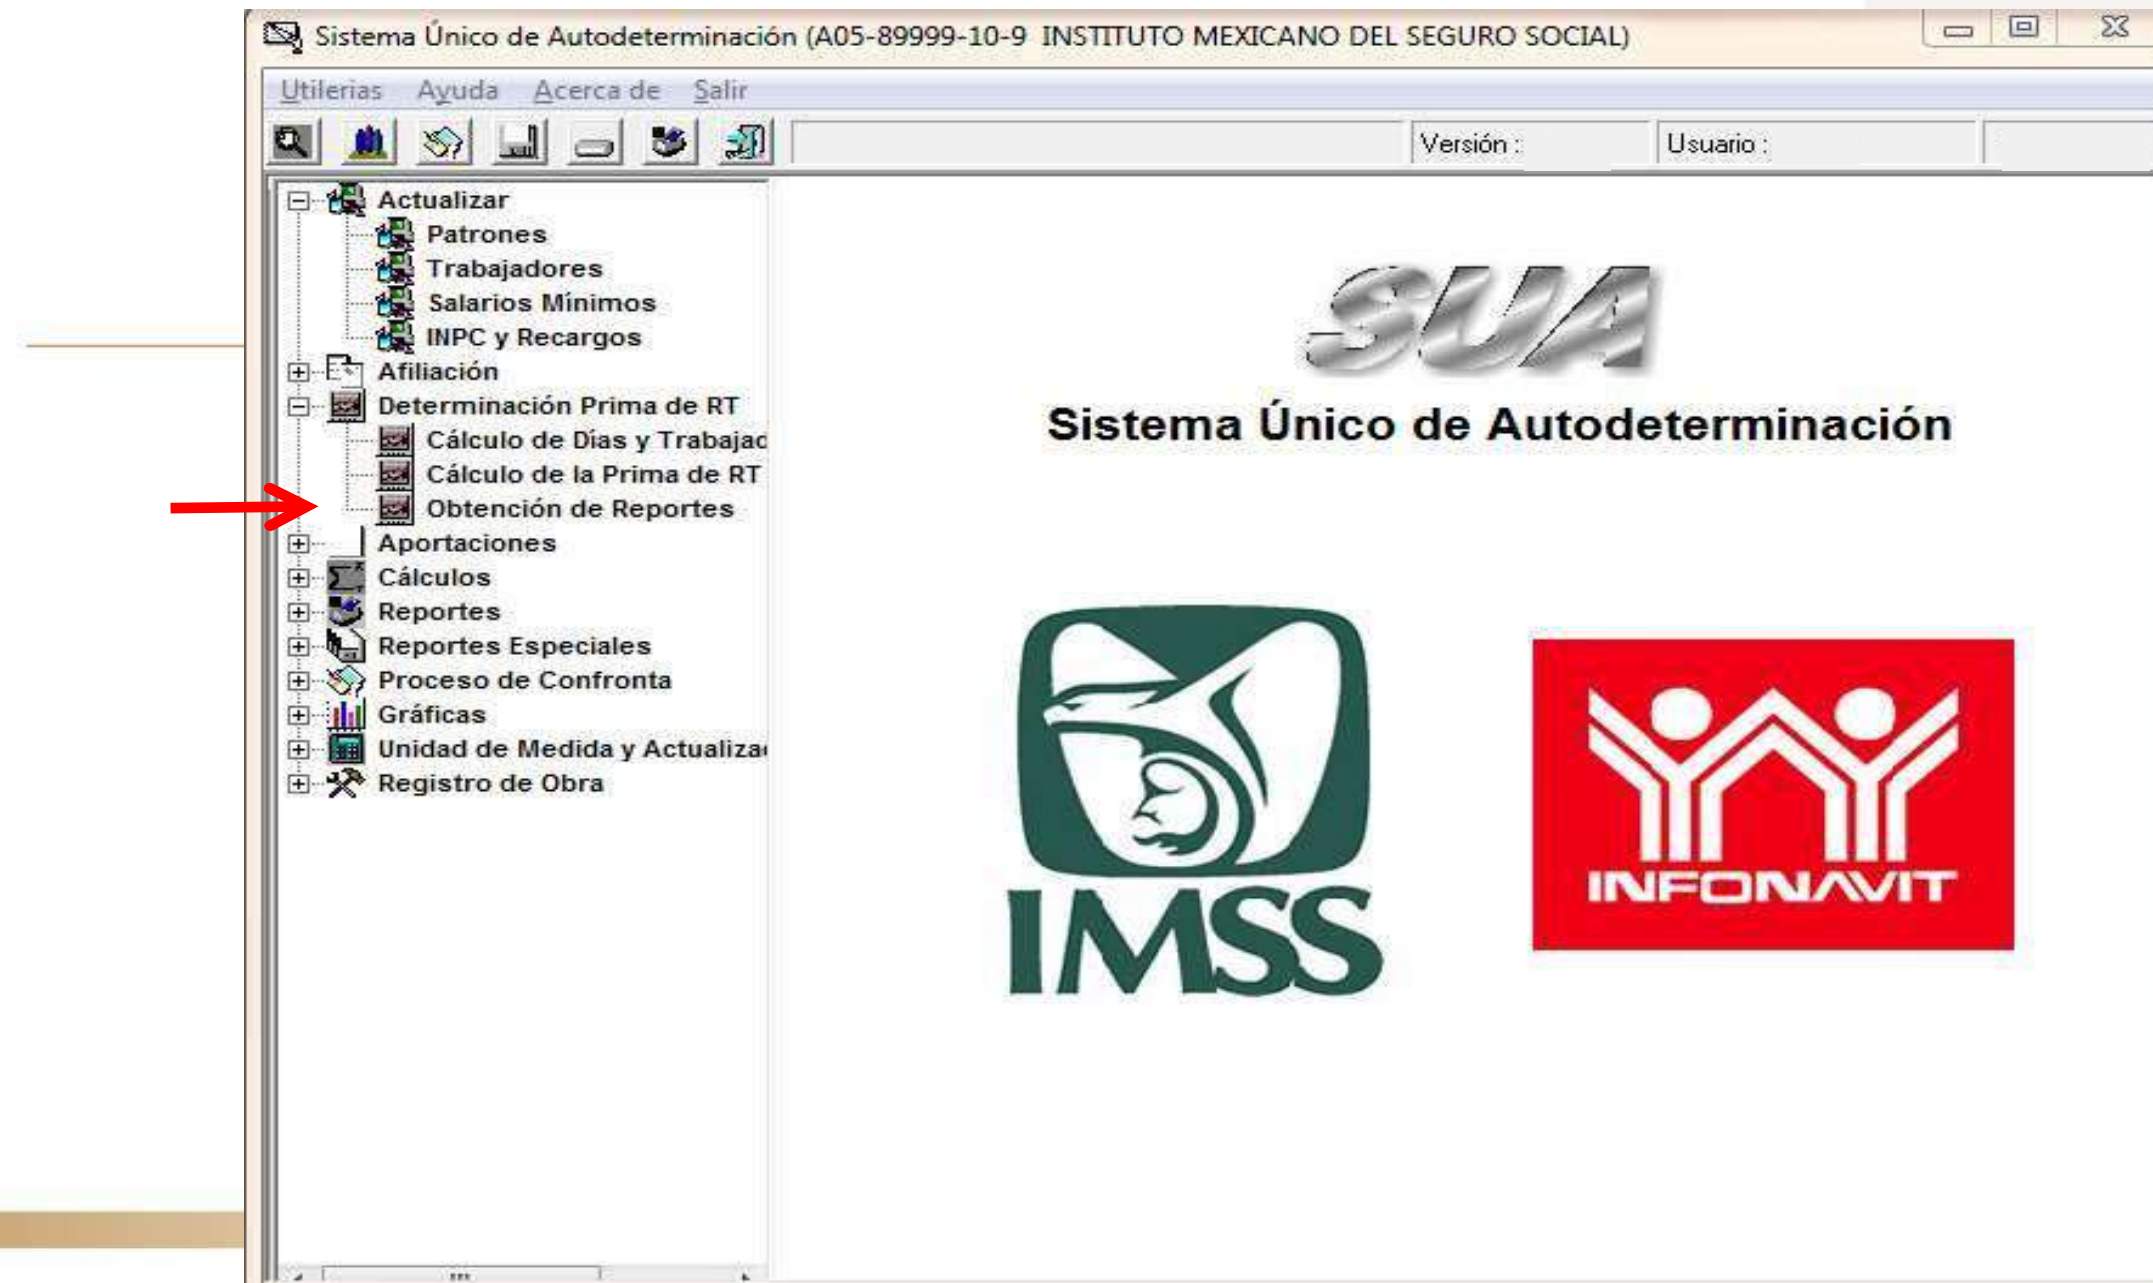 Sistema Único de Autodeterminación (A05-89999-10-9 INSTITUTO MEXICANO DEL SEGURO SOCIAL)
Utilerias Ayuda Acerca de Salir
Versión : Usuario :
Actualizar
Patrones
Trabajadores
Salarios Mínimos
INPC y Recargos
Afiliación
Determinación Prima de RT
Cálculo de Días y Trabajad
Cálculo de la Prima de RT
Obtención de Reportes
Aportaciones
Cálculos
Reportes
Reportes Especiales
Proceso de Confronta
Gráficas
Unidad de Medida y Actualiza
Registro de Obra
SUA
Sistema Único de Autodeterminación
IMSS
INFONAVIT